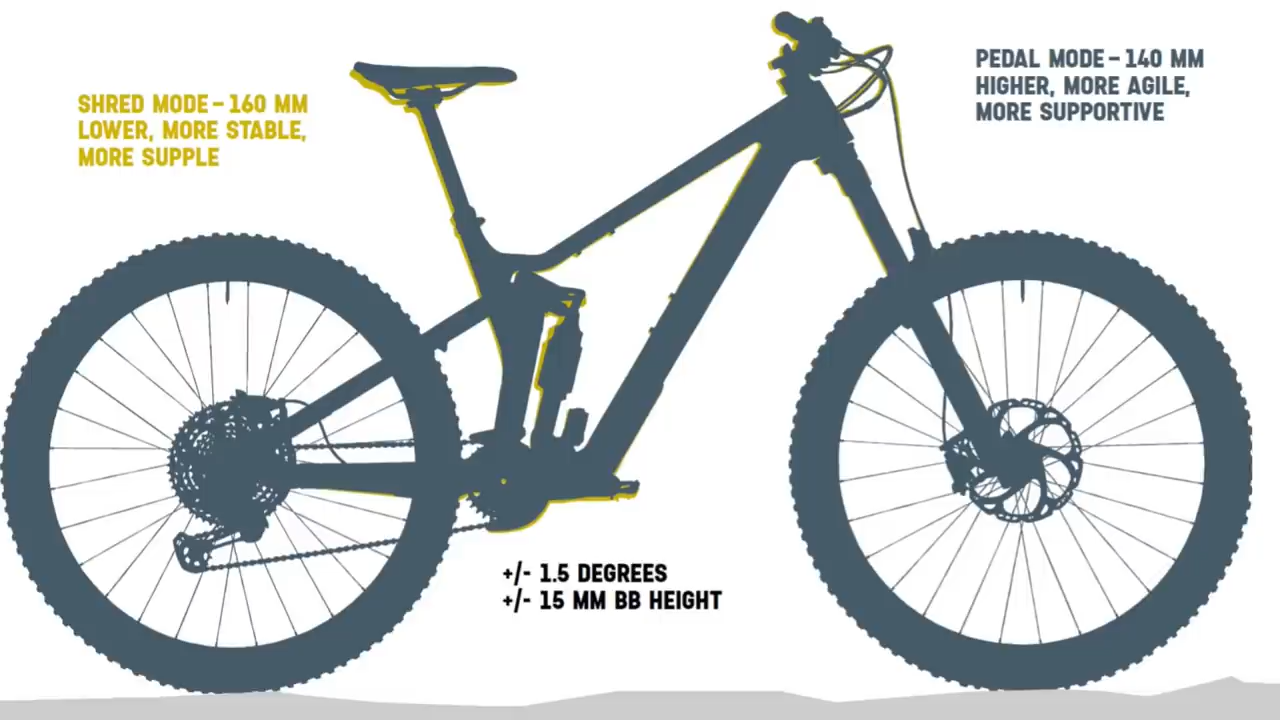 SHRED MODE – 160 MM
LOWER, MORE STABLE,
MORE SUPPLE
PEDAL MODE – 140 MM
HIGHER, MORE AGILE,
MORE SUPPORTIVE
+/- 1.5 DEGREES
+/- 15 MM BB HEIGHT